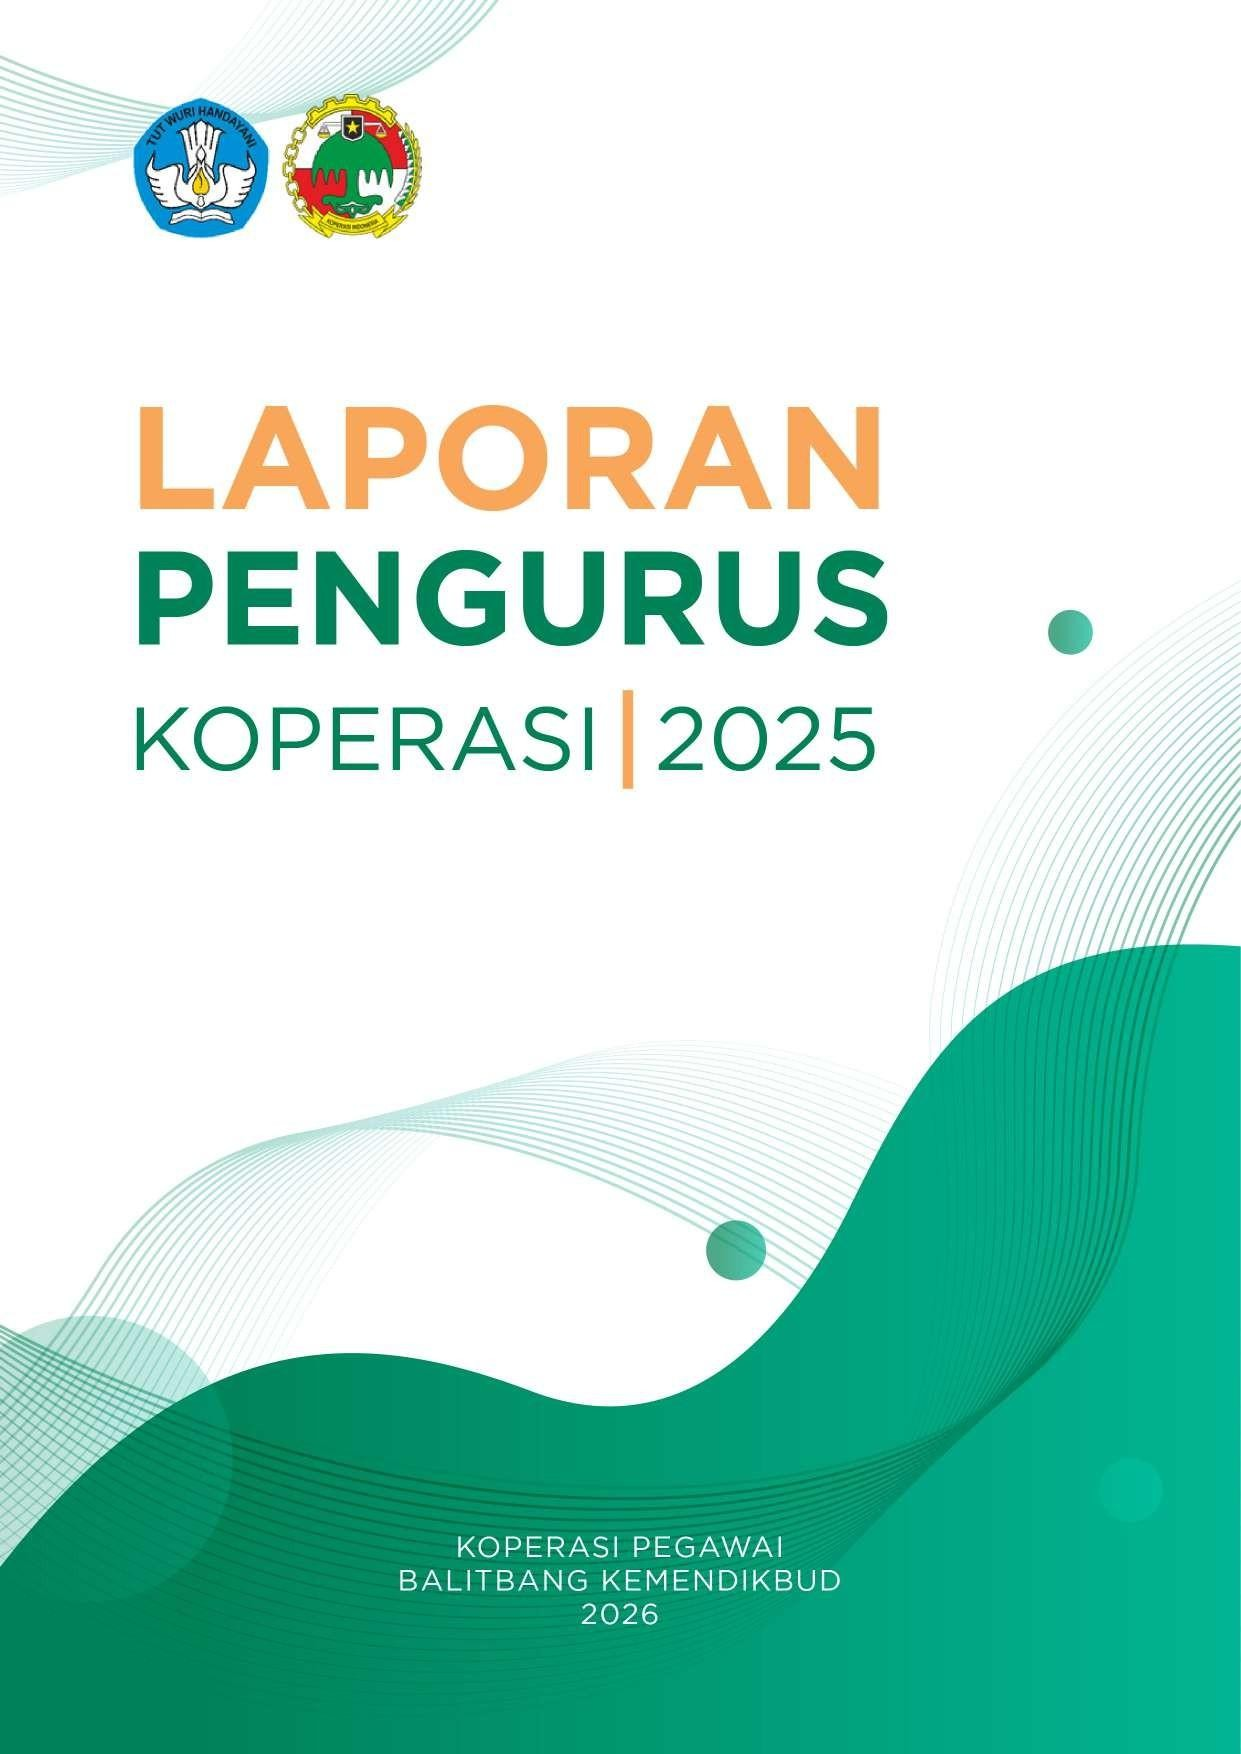 TUT WURI HANDAYANI
KOPERASI INDONESIA
LAPORAN
PENGURUS
KOPERASI | 2025
KOPERASI PEGAWAI
BALITBANG KEMENDIKBUD
2026